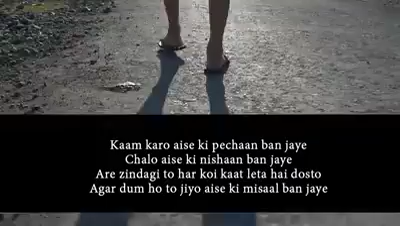 Kaam karo aise ki pechaan ban jaye
Chalo aise ki nishaan ban jaye
Are zindagi to har koi kaat leta hai dosto
Agar dum ho to jiyo aise ki misaal ban jaye